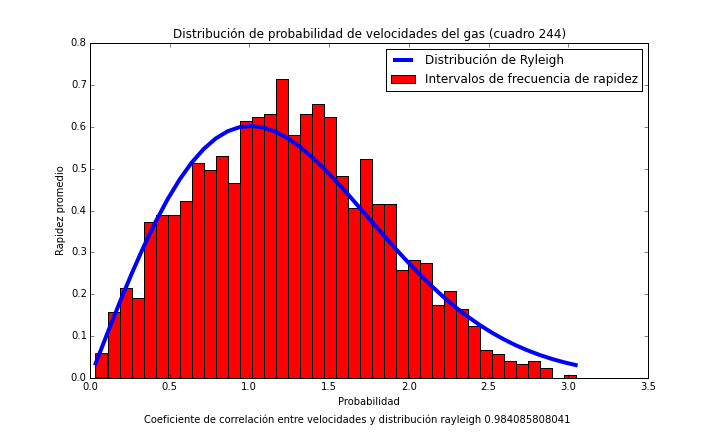 Distribución de probabilidad de velocidades del gas (cuadro 244)
Distribución de Ryleigh
Intervalos de frecuencia de rapidez
Rapidez promedio
0.8
0.7
0.6
0.5
0.4
0.3
0.2
0.1
0.0
0.0 0.5 1.0 1.5 2.0 2.5 3.0 3.5
Probabilidad
Coeficiente de correlación entre velocidades y distribución rayleigh 0.984085808041